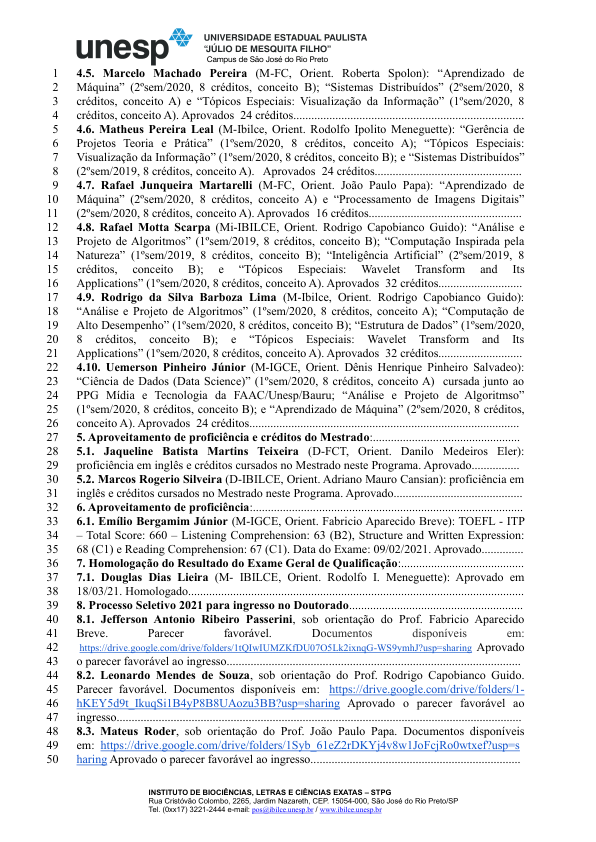 unesp
UNIVERSIDADE ESTADUAL PAULISTA
“JÚLIO DE MESQUITA FILHO”
Campus de São José do Rio Preto
1 4.5. Marcelo Machado Pereira (M-FC, Orient. Roberta Spolon): “Aprendizado de
2 Máquina” (2ºsem/2020, 8 créditos, conceito B); “Sistemas Distribuídos” (2sem/2020, 8
3 créditos, conceito A) e “Tópicos Especiais: Visualização da Informação” (1ºsem/2019, 8
4 créditos, conceito A). Aprovados 24 créditos............................................................................
5 4.6. Matheus Pereira Leal (M-Ibilce, Orient. Rodolfo Ipolito Meneguette): “Gerência de
6 Projetos Teoria e Prática” (1ºsem/2020, 8 créditos, conceito A); “Tópicos Especiais:
7 Visualização da Informação” (1ºsem/2020, 8 créditos, conceito B); e “Sistemas Distribuídos”
8 (2sem/2019, 8 créditos, conceito A). Aprovados 24 créditos.................................................
9 4.7. Rafael Junqueira Martarelli (M-FC, Orient. João Paulo Papa): “Aprendizado de
10 Máquina” (2sem/2020, 8 créditos, conceito A) e “Processamento de Imagens Digitais”
11 (2sem/2020, 8 créditos, conceito A). Aprovados 16 créditos...................................................
12 4.8. Rafael Motta Scarpa (Mi-IBILCE, Orient. Rodrigo Capobianco Guido): “Análise e
13 Projeto de Algoritmos” (1ºsem/2019, 8 créditos, conceito B); “Computação Inspirada pela
14 Natureza” (1ºsem/2019, 8 créditos, conceito B); “Inteligência Artificial” (2ºsem/2019, 8
15 créditos, conceito B); e “Tópicos Especiais: Wavelet Transform and Its
16 Applications” (1ºsem/2020, 8 créditos, conceito A). Aprovados 32 créditos............................
17 4.9. Rodrigo da Silva Barboza Lima (M-Ibilce, Orient. Rodrigo Capobianco Guido):
18 “Análise e Projeto de Algoritmos” (1ºsem/2020, 8 créditos, conceito A); “Computação de
19 Alto Desempenho” (1ºsem/2020, 8 créditos, conceito B); “Estrutura de Dados” (1ºsem/2020,
20 8 créditos, conceito B); e “Tópicos Especiais: Wavelet Transform and Its
21 Applications” (1ºsem/2020, 8 créditos, conceito A). Aprovados 32 créditos............................
22 4.10. Uemerson Pinheiro Júnior (M-IGCE, Orient. Dênis Henrique Pinheiro Salvadeo):
23 “Ciência de Dados (Data Science)” (1ºsem/2020, 8 créditos, conceito A) cursada junto ao
24 PPG Mídia e Tecnologia da FAAC/Unesp/Bauru; “Análise e Projeto de Algoritmso”
25 (1ºsem/2020, 8 créditos, conceito B); e “Aprendizado de Máquina” (2ºsem/2020, 8 créditos,
26 conceito A). Aprovados 24 créditos..........................................................................................
27 5. Aproveitamento de proficiência e créditos do Mestrado:.................................................
28 5.1. Jaqueline Batista Martins Teixeira (D-FCT, Orient. Danilo Medeiros Eler):
29 proficiência em inglês e créditos cursados no Mestrado neste Programa. Aprovado................
30 5.2. Marcos Rogerio Silveira (D-IBILCE, Orient. Adriano Mauro Cansian): proficiência em
31 inglês e créditos cursados no Mestrado neste Programa. Aprovado...........................................
32 6. Aproveitamento de proficiência:..........................................................................................
33 6.1. Emílio Bergamim Júnior (M-IGCE, Orient. Fabricio Aparecido Breve): TOEFL - ITP
34 – Total Score: 660 – Listening Comprehension: 63 (B2), Structure and Written Expression:
35 68 (C1) e Reading Comprehension: 67 (C1). Data do Exame: 09/02/2021. Aprovado..............
36 7. Homologação do Resultado do Exame Geral de Qualificação:.........................................
37 7.1. Douglas Dias Lieira (M- IBILCE, Orient. Rodolfo I. Meneguette): Aprovado em
38 18/03/21. Homologado................................................................................................................
39 8. Processo Seletivo 2021 para ingresso no Doutorado.........................................................
40 8.1. Jefferson Antonio Ribeiro Passerini, sob orientação do Prof. Fabricio Aparecido
41 Breve. Parecer favorável. Documentos disponíveis em:
42 https://drive.google.com/drive/folders/1tQIwIUMZKfDU07O5Lk2ixnqG-WS9ymhJ?usp=sharing Aprovado
43 o parecer favorável ao ingresso...................................................................................................
44 8.2. Leonardo Mendes de Souza, sob orientação do Prof. Rodrigo Capobianco Guido.
45 Parecer favorável. Documentos disponíveis em: https://drive.google.com/drive/folders/1-
46 hKEY5d9t_IkuqSi1B4yP8B8UAozu3BB?usp=sharing Aprovado o parecer favorável ao
47 ingresso........................................................................................................................................
48 8.3. Mateus Roder, sob orientação do Prof. João Paulo Papa. Documentos disponíveis
49 em: https://drive.google.com/drive/folders/1Syb_61eZ2rDKYj4v8w1JoFcjRo0wtxef?usp=s
50 haring Aprovado o parecer favorável ao ingresso......................................................................
INSTITUTO DE BIOCIÊNCIAS, LETRAS E CIÊNCIAS EXATAS – STPG
Rua Cristóvão Colombo, 2265, Jardim Nazareth, CEP. 15054-000, São José do Rio Preto/SP
Tel. (0xx17) 3221-2444 e-mail: pos@ibilce.unesp.br / www.ibilce.unesp.br